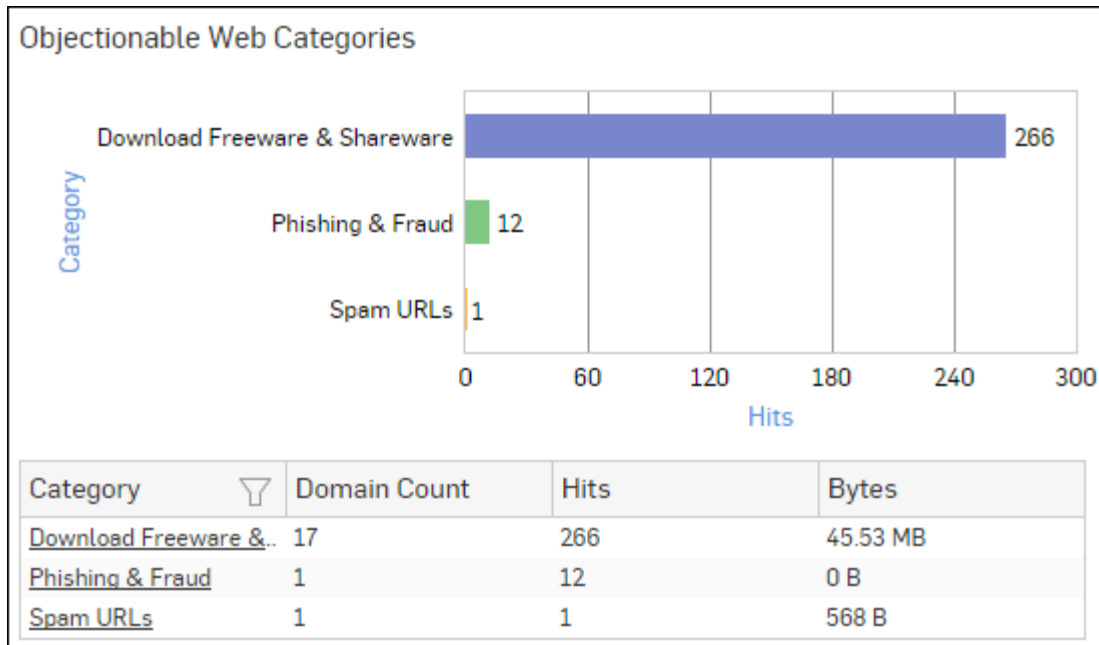 Objectionable Web Categories
Download Freeware & Shareware 266
Category
Phishing & Fraud 12
Spam URLs 1
0 60 120 180 240 300
Hits
Category Domain Count Hits Bytes
Download Freeware &.. 17 266 45.53 MB
Phishing & Fraud 1 12 0 B
Spam URLs 1 1 568 B